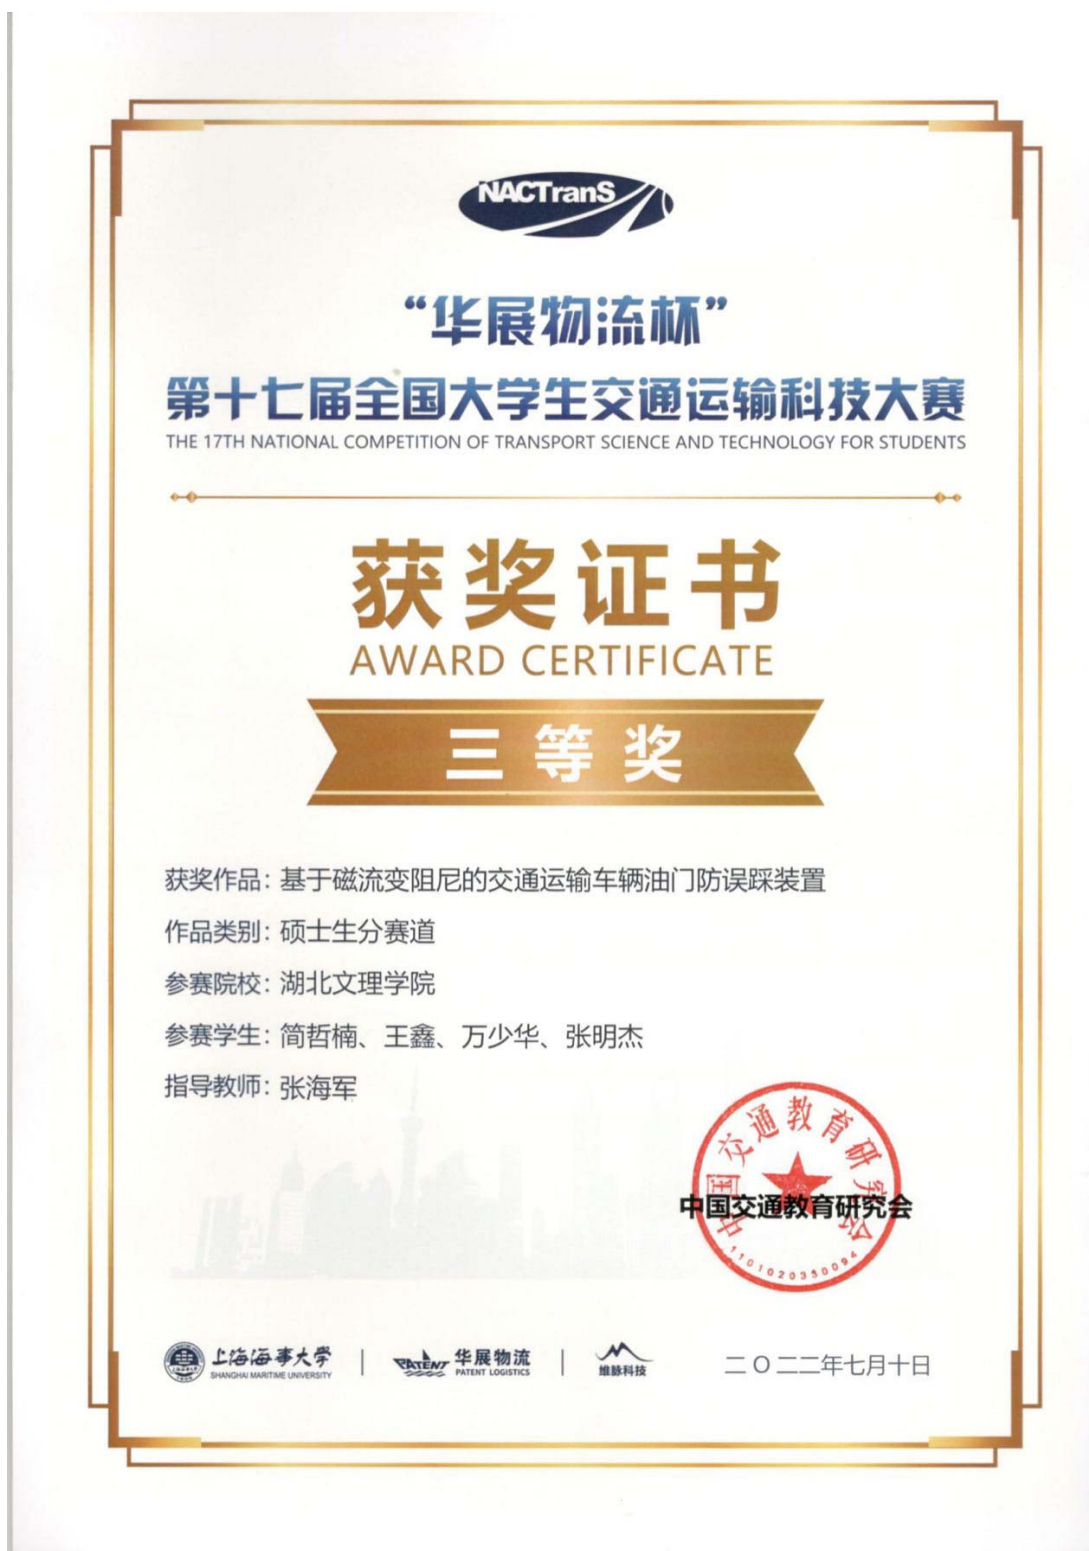 NACTranS
“华展物流杯”
第十七届全国大学生交通运输科技大赛
THE 17TH NATIONAL COMPETITION OF TRANSPORT SCIENCE AND TECHNOLOGY FOR STUDENTS
获奖证书
AWARD CERTIFICATE
三等奖
获奖作品：基于磁流变阻尼的交通运输车辆油门防误踩装置
作品类别：硕士生分赛道
参赛院校：湖北文理学院
参赛学生：简哲楠、王鑫、万少华、张明杰
指导教师：张海军
中国交通教育研究会
中国交通教育研究会
1101020350094
上海海事大学
SHANGHAI MARITIME UNIVERSITY
PATENT
华展物流
PATENT LOGISTICS
维脉科技
二〇二二年七月十日